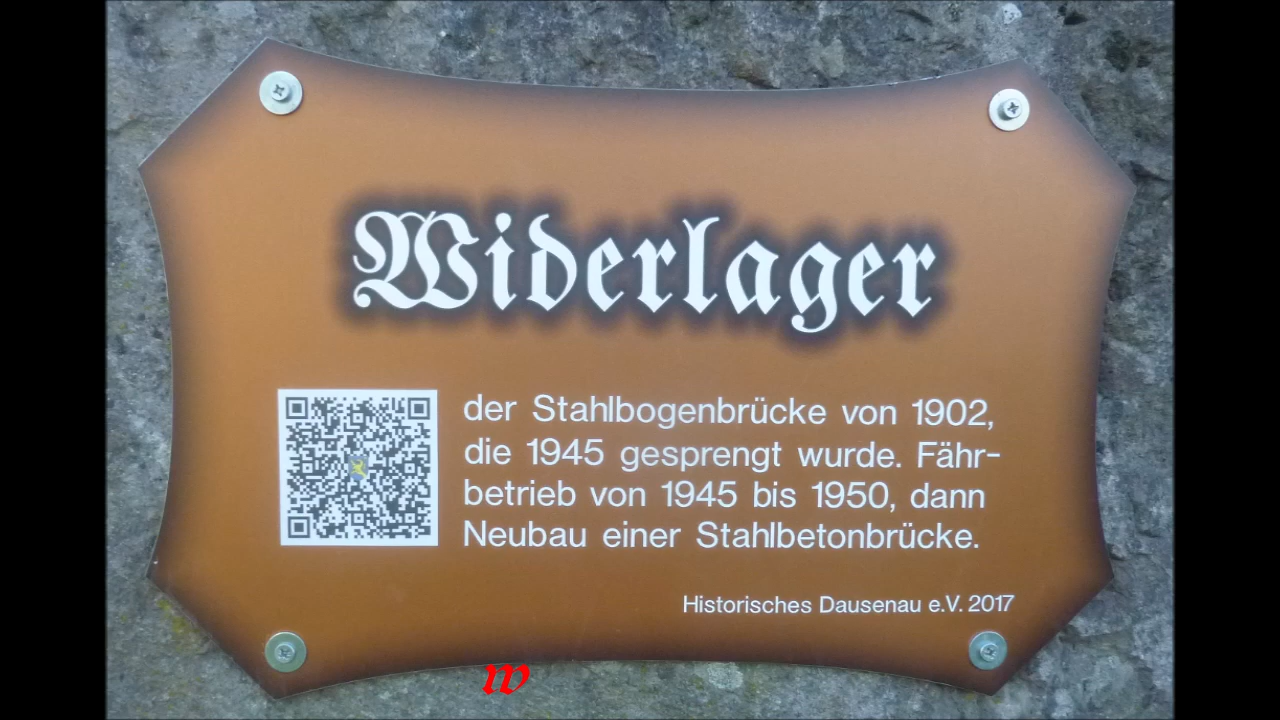 Widerlager
der Stahlbogenbrücke von 1902,
die 1945 gesprengt wurde. Fähr-
betrieb von 1945 bis 1950, dann
Neubau einer Stahlbetonbrücke.
Historisches Dausenau e.V. 2017
w